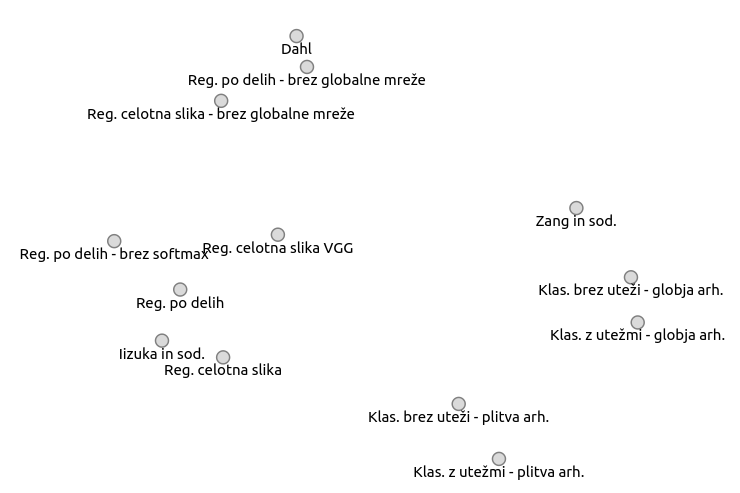 Dahl
Reg. po delih - brez globalne mreže
Reg. celotna slika - brez globalne mreže
Zang in sod.
Reg. po delih - brez softmax
Reg. celotna slika VGG
Klas. brez uteži - globja arh.
Reg. po delih
Klas. z utežmi - globja arh.
Iizuka in sod.
Reg. celotna slika
Klas. brez uteži - plitva arh.
Klas. z utežmi - plitva arh.